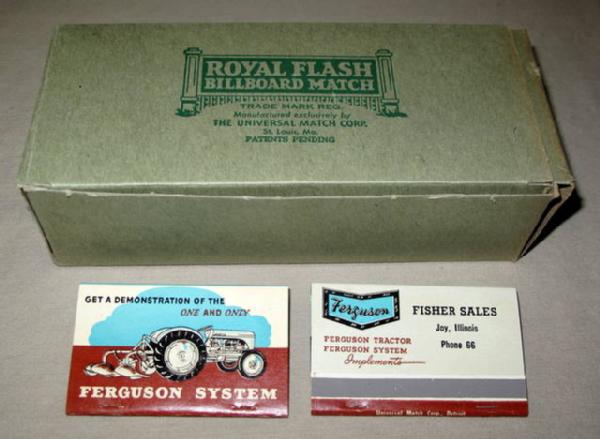 ROYAL FLASH
BILLBOARD MATCH
TRADE MARK REG.
Manufactured exclusively by
THE UNIVERSAL MATCH CORP.
St. Louis, Mo.
PATENTS PENDING
GET A DEMONSTRATION OF THE
ONE AND ONLY
FERGUSON SYSTEM
Ferguson
FISHER SALES
Joy, Illinois
Phone 66
FERGUSON TRACTOR
FERGUSON SYSTEM
Implements
Universal Match Corp., Detroit